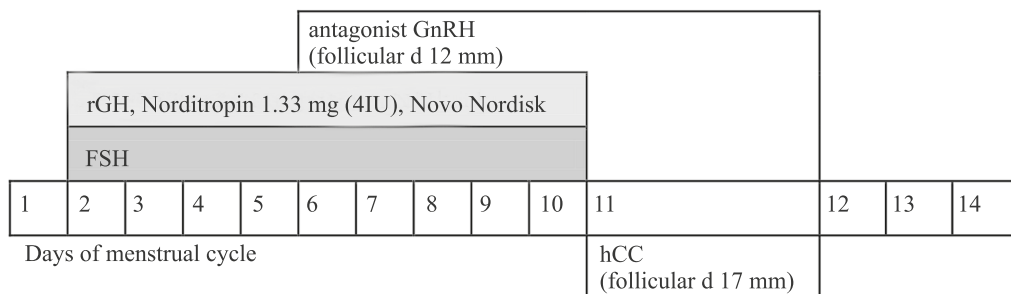 antagonist GnRH
(follicular d 12 mm)
rGH, Norditropin 1.33 mg (4IU), Novo Nordisk
FSH
1 2 3 4 5 6 7 8 9 10 11 12 13 14
Days of menstrual cycle
hCC
(follicular d 17 mm)